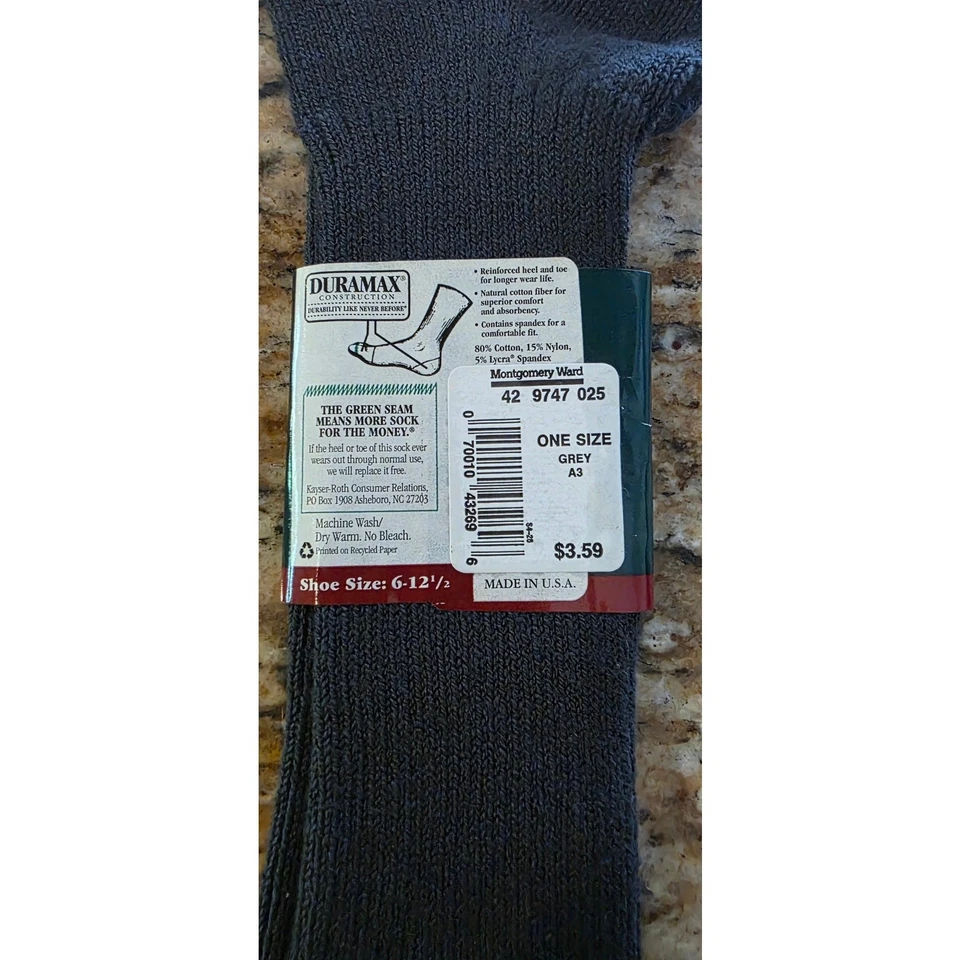 DURAMAX®
CONSTRUCTION
DURABILITY LIKE NEVER BEFORE®
• Reinforced heel and toe
for longer wear life.
• Natural cotton fiber for
superior comfort
and absorbency.
• Contains spandex for a
comfortable fit.
80% Cotton, 15% Nylon,
5% Lycra® Spandex
THE GREEN SEAM
MEANS MORE SOCK
FOR THE MONEY.®
If the heel or toe of this sock ever
wears out through normal use,
we will replace it free.
Kayser-Roth Consumer Relations,
PO Box 1908 Asheboro, NC 27203
Machine Wash/
Dry Warm. No Bleach.
Printed on Recycled Paper
Shoe Size: 6-12 1/2
Montgomery Ward
42 9747 025
ONE SIZE
GREY
A3
0 70010 43269 6
S4-26
$3.59
MADE IN U.S.A.